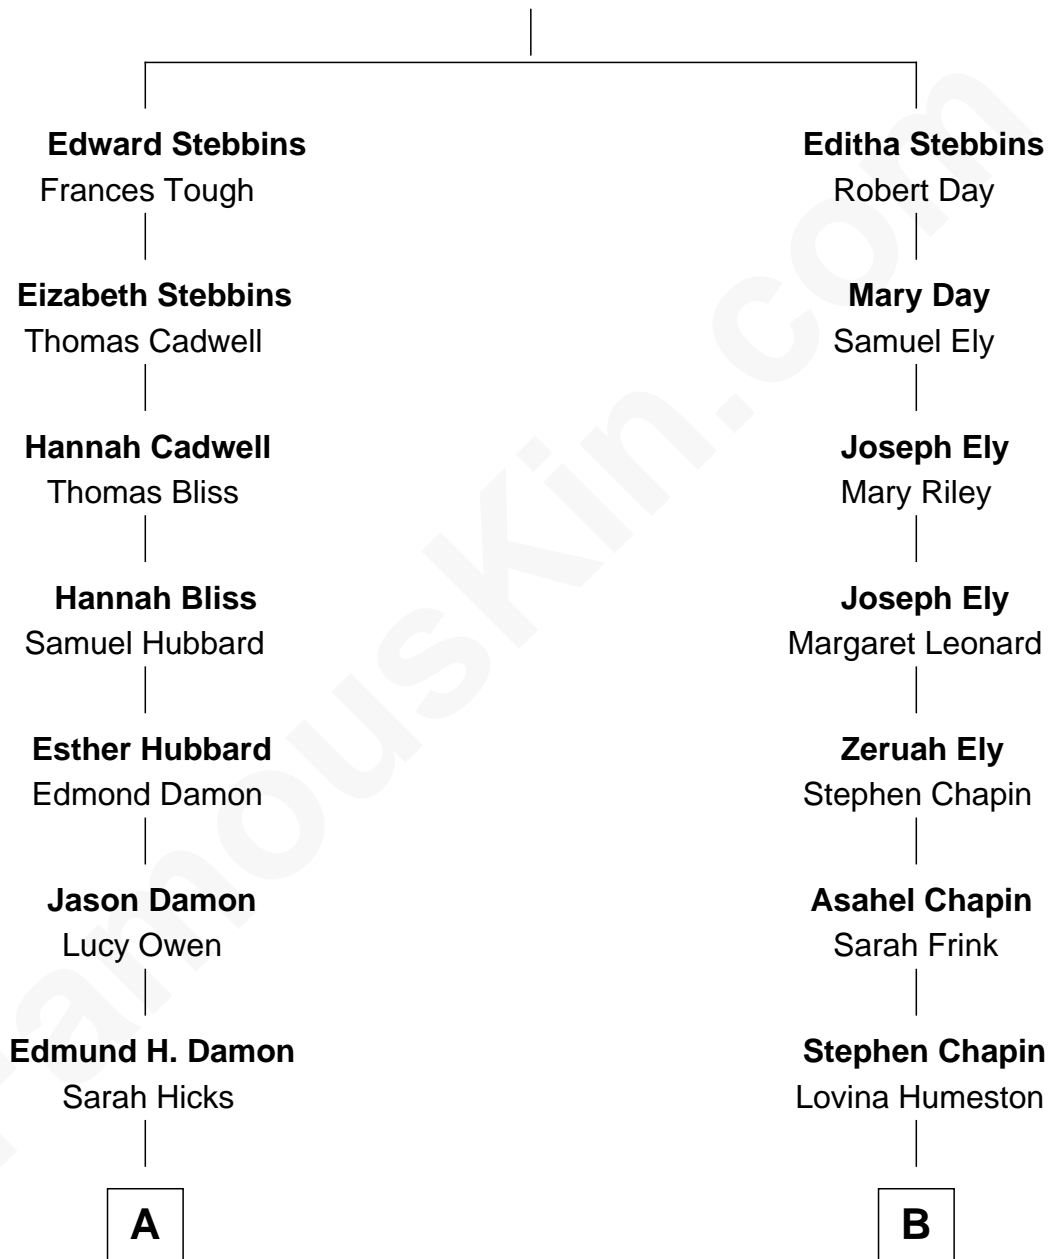 Edward Stebbins
Frances Tough
Eizabeth Stebbins
Thomas Cadwell
Hannah Cadwell
Thomas Bliss
Hannah Bliss
Samuel Hubbard
Esther Hubbard
Edmond Damon
Jason Damon
Lucy Owen
Edmund H. Damon
Sarah Hicks
A
Editha Stebbins
Robert Day
Mary Day
Samuel Ely
Joseph Ely
Mary Riley
Joseph Ely
Margaret Leonard
Zeruah Ely
Stephen Chapin
Asahel Chapin
Sarah Frink
Stephen Chapin
Lovina Humeston
B
FamousKin.com